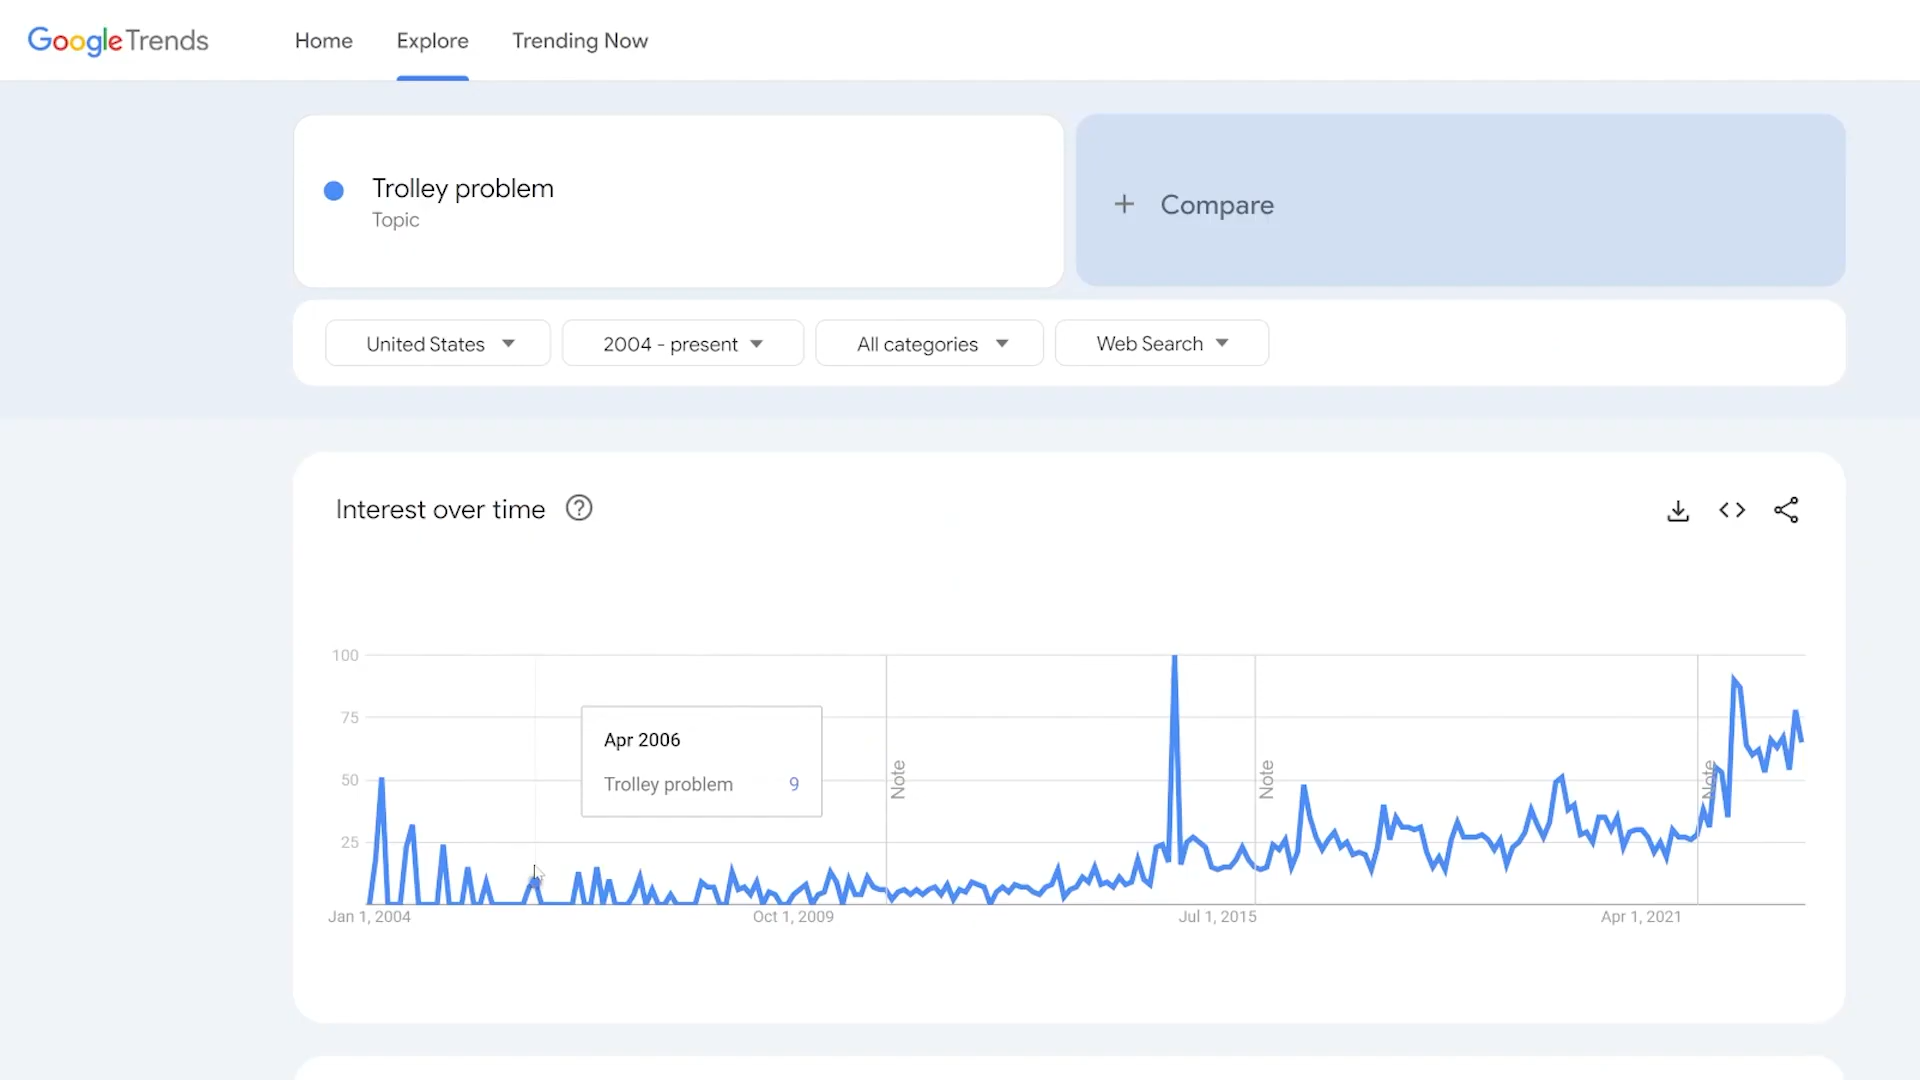 Google Trends
Home
Explore
Trending Now
Trolley problem
Topic
+ Compare
United States
2004 - present
All categories
Web Search
Interest over time
?
100
75
50
25
Apr 2006
Trolley problem 9
Note
Note
Note
Jan 1, 2004
Oct 1, 2009
Jul 1, 2015
Apr 1, 2021